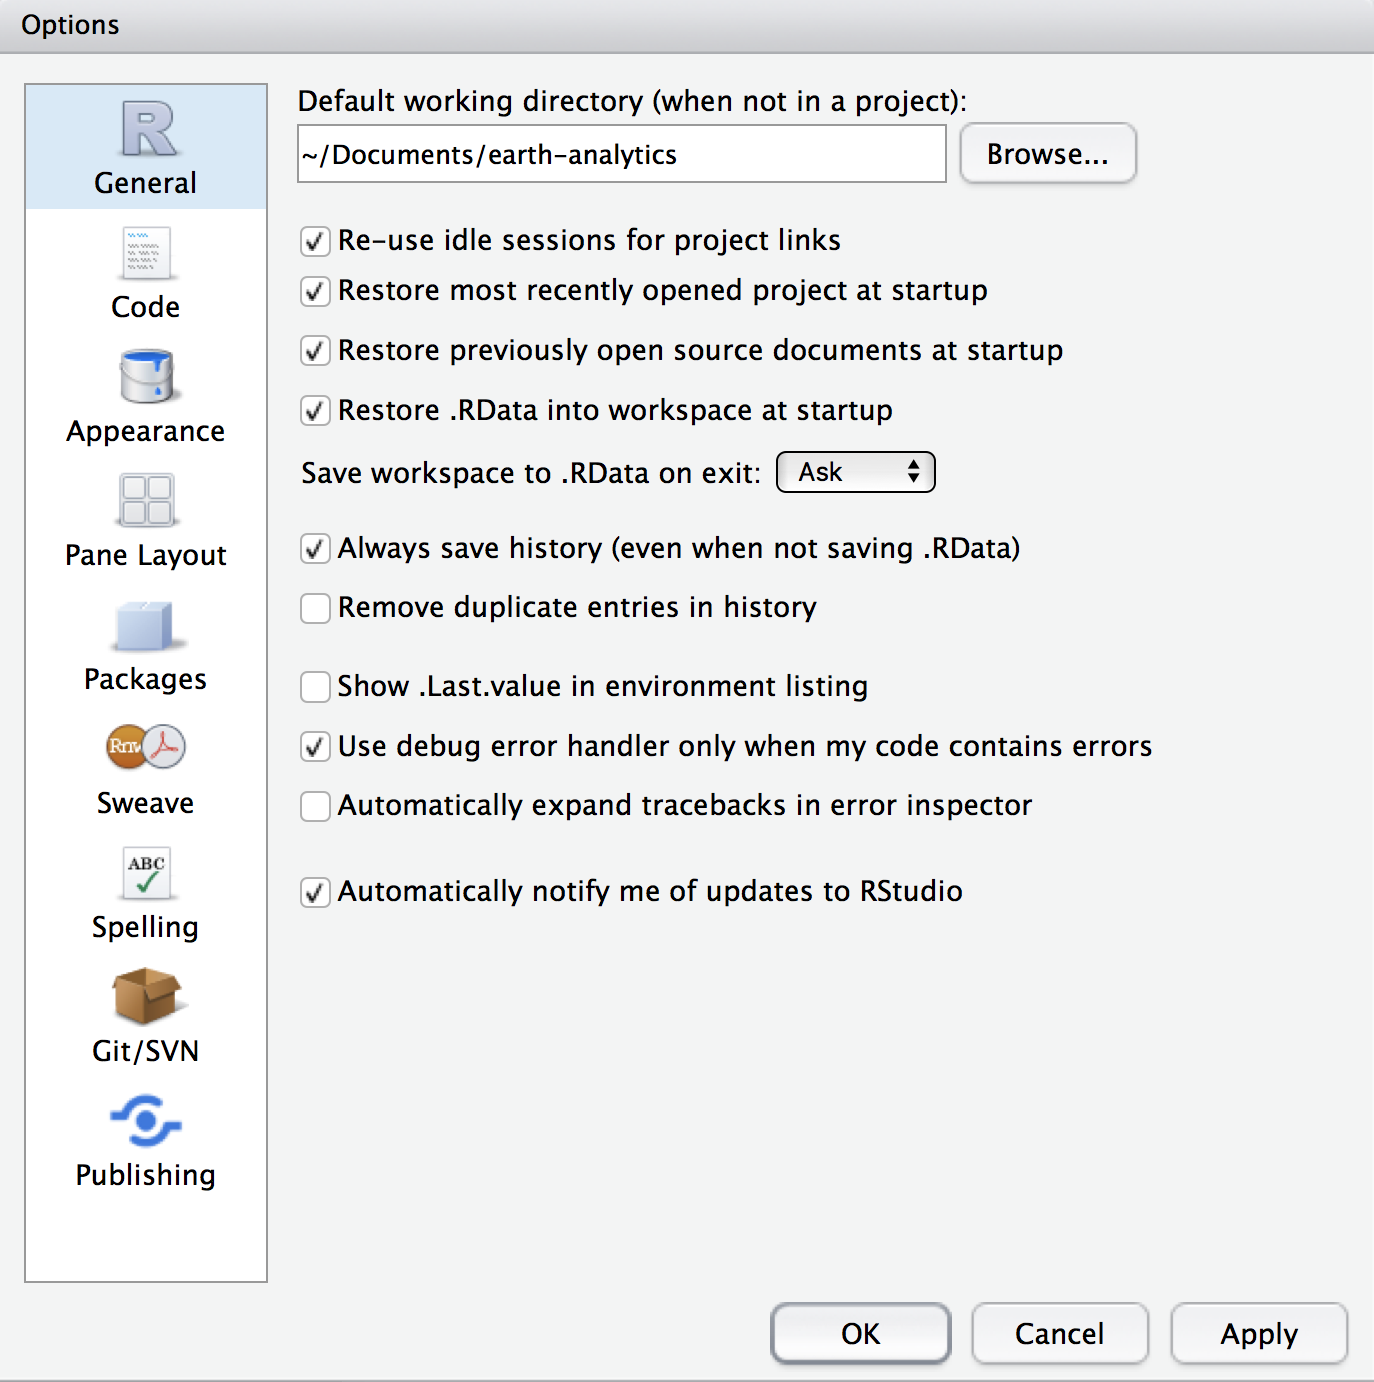 Options
General
Code
Appearance
Pane Layout
Packages
Rnw
Sweave
ABC
Spelling
Git/SVN
Publishing
Default working directory (when not in a project):
~/Documents/earth-analytics
Browse...
Re-use idle sessions for project links
Restore most recently opened project at startup
Restore previously open source documents at startup
Restore .RData into workspace at startup
Save workspace to .RData on exit: Ask
Always save history (even when not saving .RData)
Remove duplicate entries in history
Show .Last.value in environment listing
Use debug error handler only when my code contains errors
Automatically expand tracebacks in error inspector
Automatically notify me of updates to RStudio
OK Cancel Apply